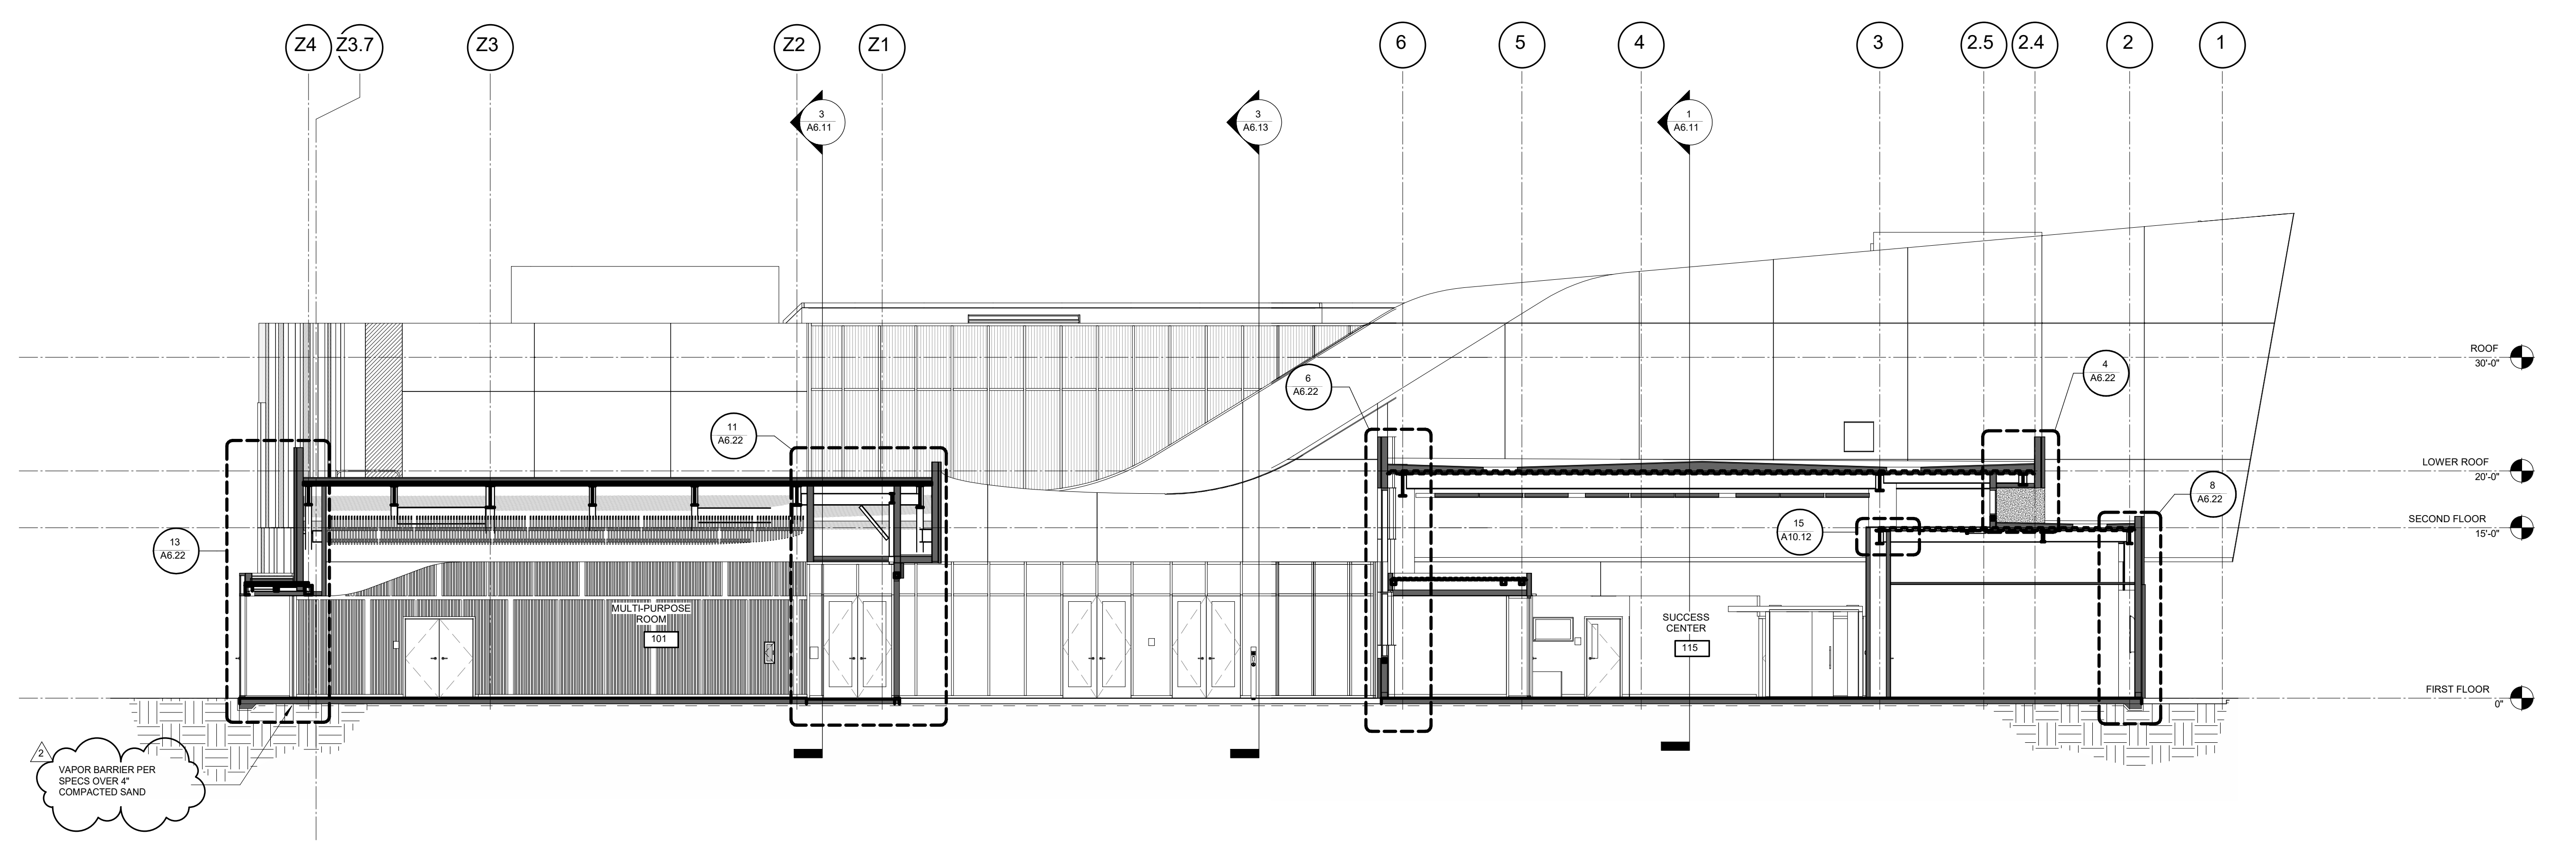 Z4
Z3.7
Z3
Z2
Z1
6
5
4
3
2.5
2.4
2
1
3
A6.11
3
A6.13
1
A6.11
ROOF
30'-0"
6
A6.22
4
A6.22
11
A6.22
LOWER ROOF
20'-0"
8
A6.22
SECOND FLOOR
15'-0"
15
A10.12
13
A6.22
MULTI-PURPOSE
ROOM
101
SUCCESS
CENTER
115
FIRST FLOOR
0"
2
VAPOR BARRIER PER
SPECS OVER 4"
COMPACTED SAND